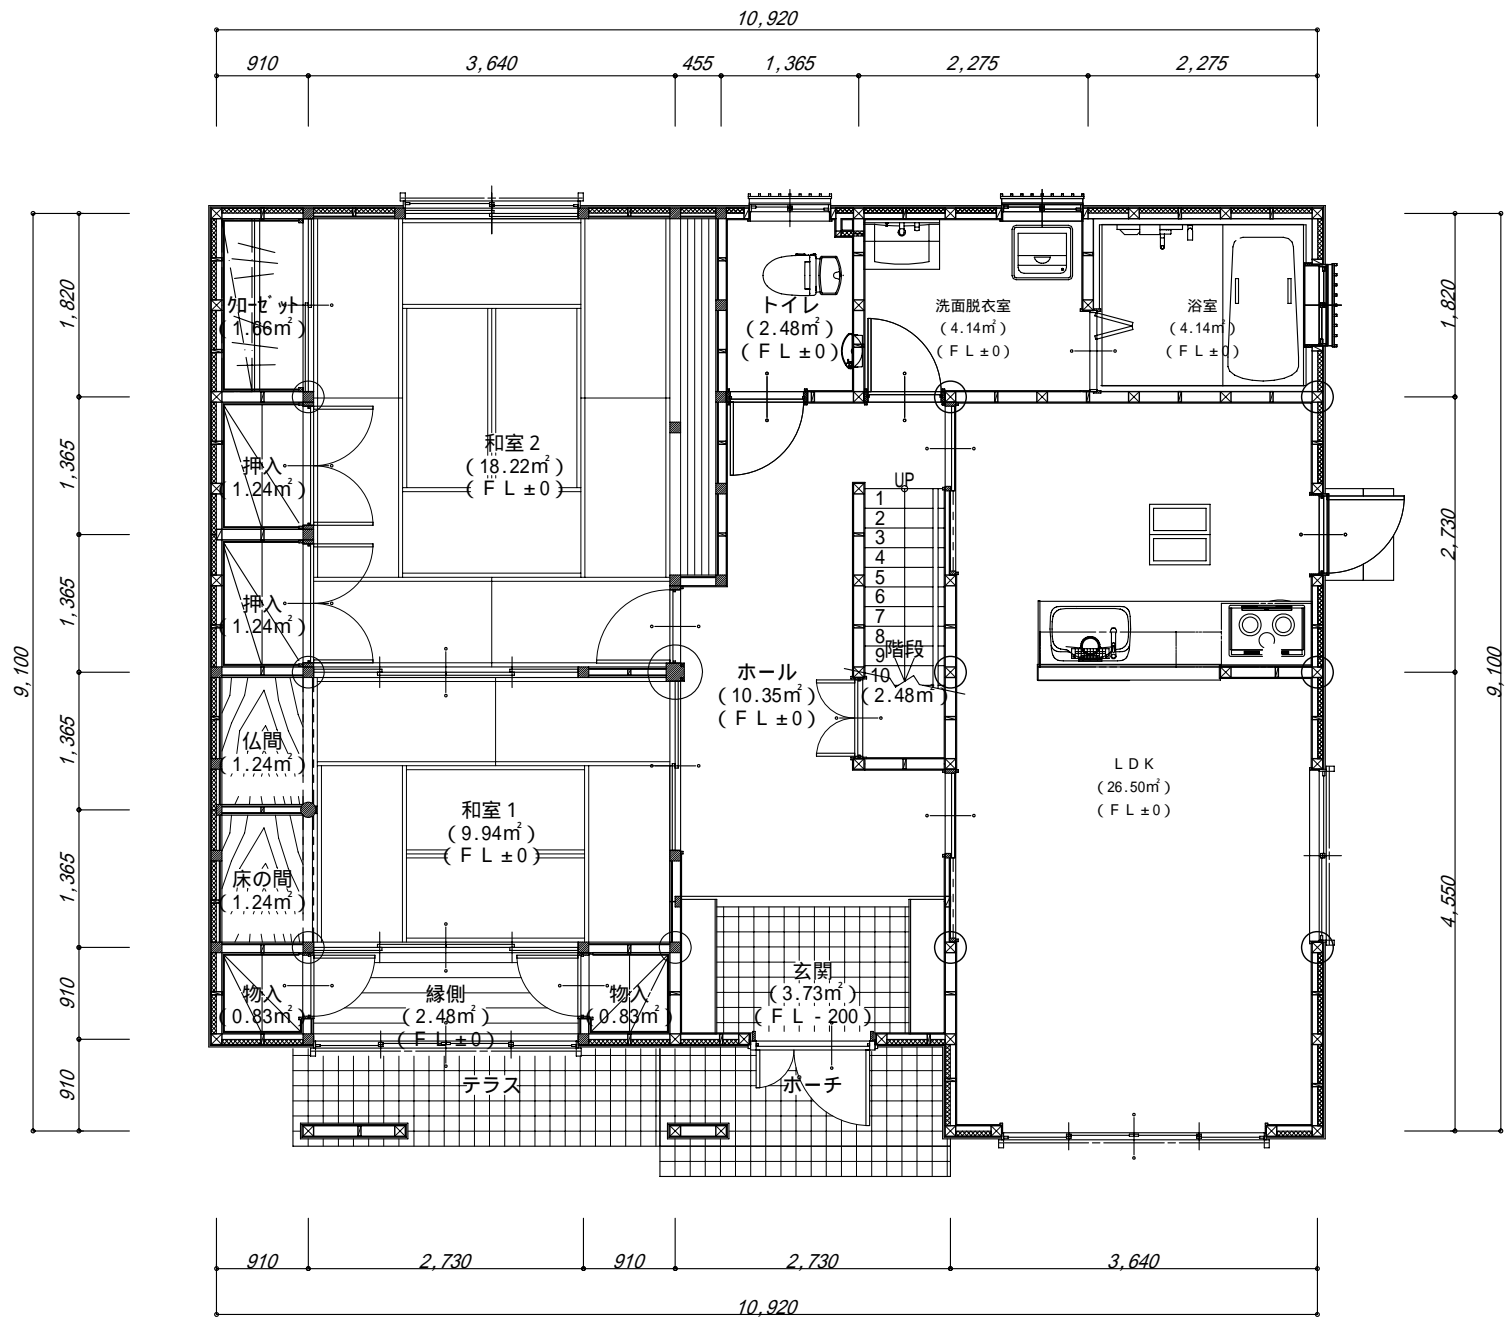 10,920
910
3,640
455
1,365
2,275
2,275
9,100
1,820
1,365
1,365
1,365
1,365
910
910
クローゼット
(1.66㎡)
押入
(1.24㎡)
押入
(1.24㎡)
仏間
(1.24㎡)
床の間
(1.24㎡)
物入
(0.83㎡)
和室2
(18.22㎡)
(FL±0)
和室1
(9.94㎡)
(FL±0)
縁側
(2.48㎡)
(FL±0)
物入
(0.83㎡)
テラス
トイレ
(2.48㎡)
(FL±0)
洗面脱衣室
(4.14㎡)
(FL±0)
浴室
(4.14㎡)
(FL±0)
UP
1
2
3
4
5
6
7
8
9
10
階段
(2.48㎡)
ホール
(10.35㎡)
(FL±0)
LDK
(26.50㎡)
(FL±0)
玄関
(3.73㎡)
(FL-200)
ポーチ
1,820
2,730
4,550
9,100
910
2,730
910
2,730
3,640
10,920